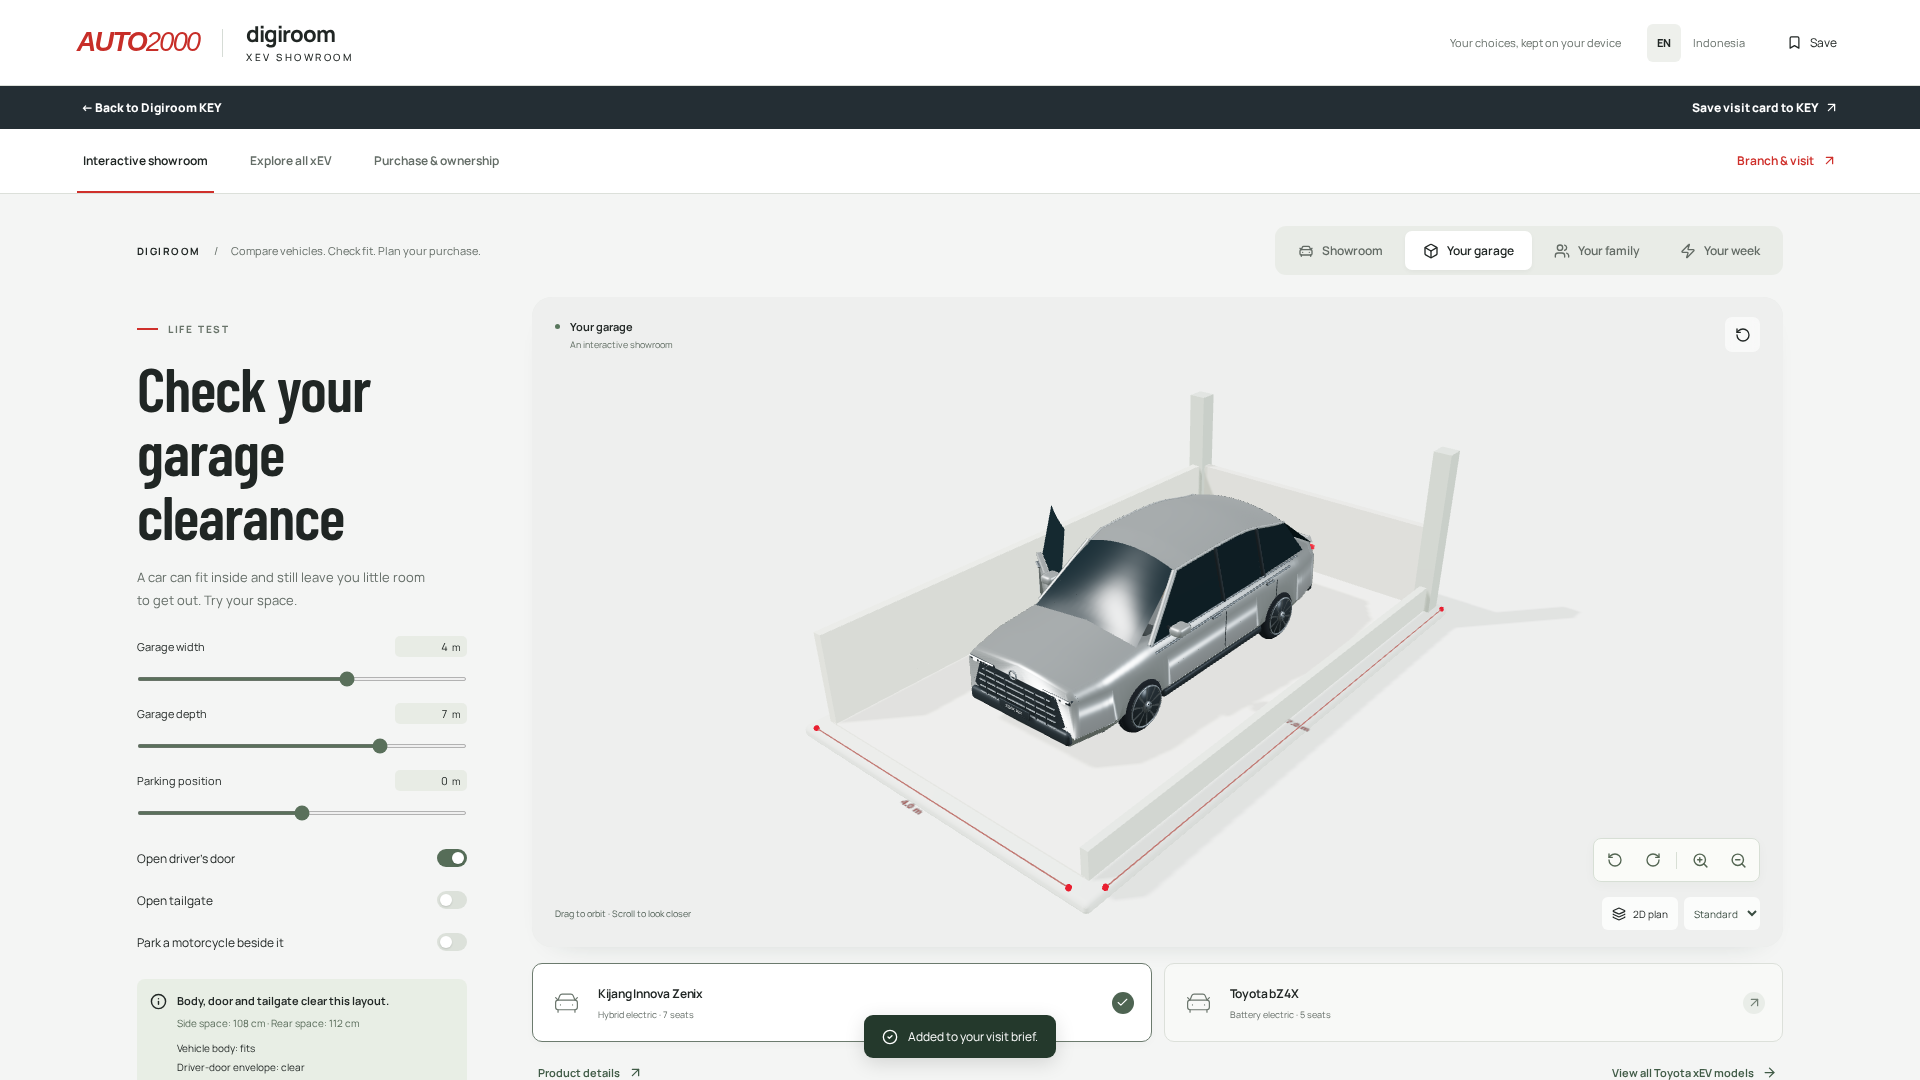 AUTO2000
digiroom
XEV SHOWROOM
Your choices, kept on your device
EN
Indonesia
Save
← Back to Digiroom KEY
Save visit card to KEY
Interactive showroom
Explore all xEV
Purchase & ownership
Branch & visit
DIGIROOM / Compare vehicles. Check fit. Plan your purchase.
Showroom
Your garage
Your family
Your week
LIFE TEST
Check your
garage
clearance
A car can fit inside and still leave you little room
to get out. Try your space.
Garage width
4 m
Garage depth
7 m
Parking position
0 m
Open driver's door
Open tailgate
Park a motorcycle beside it
Body, door and tailgate clear this layout.
Side space: 108 cm · Rear space: 112 cm
Vehicle body: fits
Driver-door envelope: clear
Your garage
An interactive showroom
4.0 m
Drag to orbit · Scroll to look closer
2D plan
Standard
Kijang Innova Zenix
Hybrid electric · 7 seats
Toyota bZ4X
Battery electric · 5 seats
Added to your visit brief.
Product details
View all Toyota xEV models